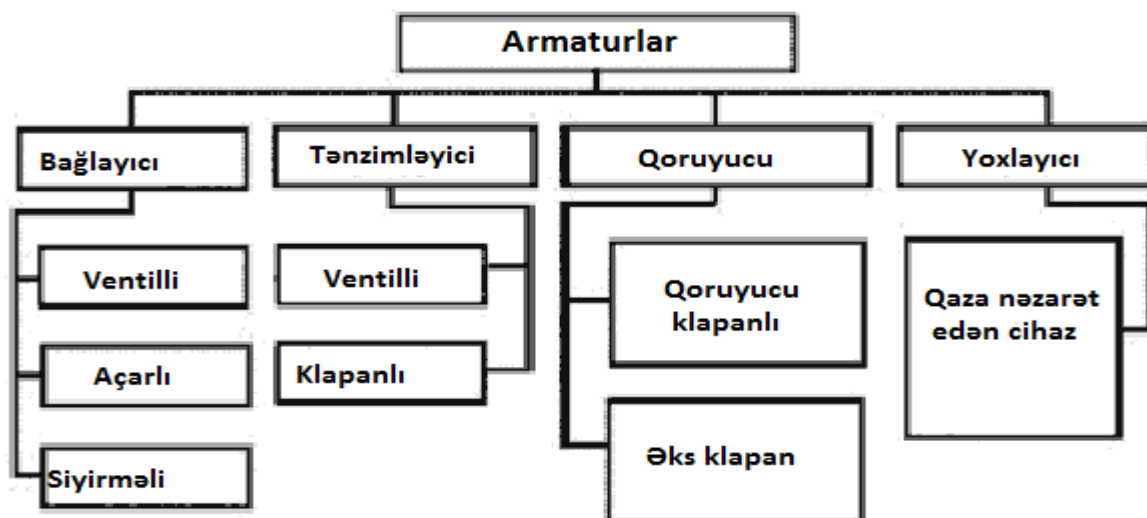 Armaturlar
Bağlayıcı
Tənzimləyici
Qoruyucu
Yoxlayıcı
Ventilli
Açarlı
Siyirməli
Ventilli
Klapanlı
Qoruyucu
klapanlı
Əks klapan
Qaza nəzarət
edən cihaz